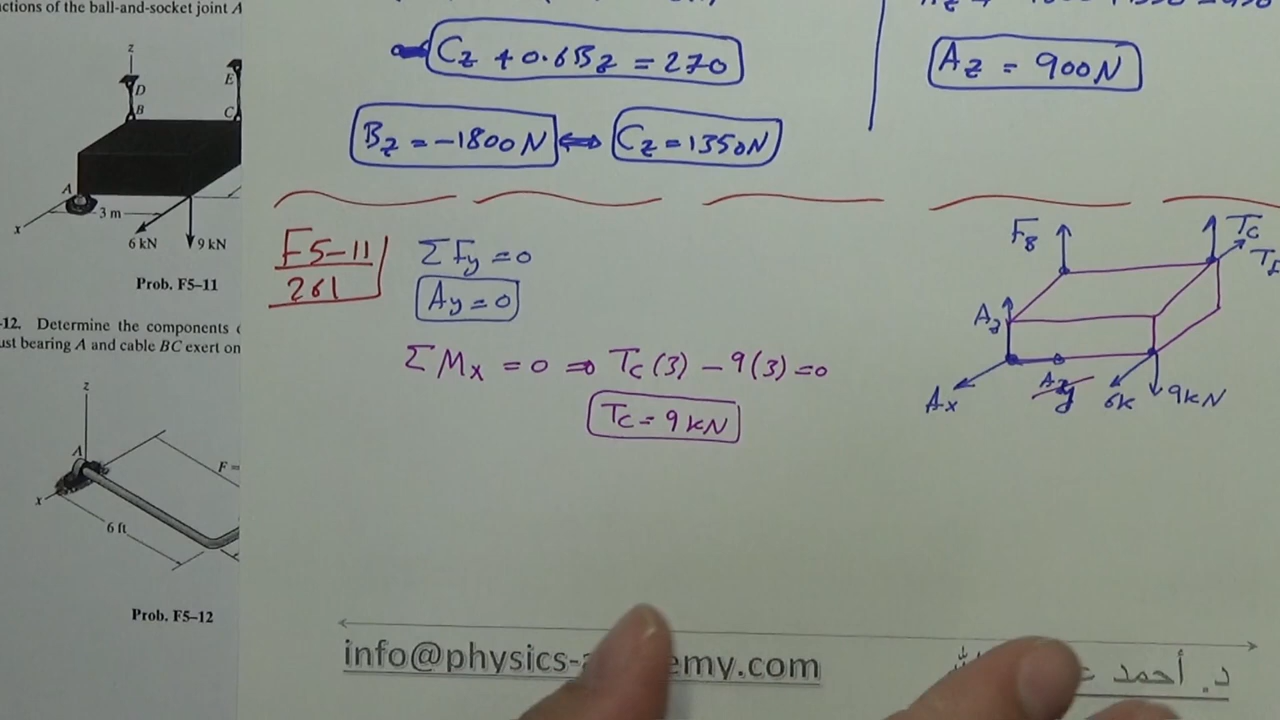 ctions of the ball-and-socket joint A
z
D
B
E
C
A
3 m
x
6 kN
9 kN
Prob. F5–11
-12. Determine the components
ust bearing A and cable BC exert on
z
A
x
F =
6 ft
Prob. F5–12
Cz + 0.6Bz = 270
Bz = -1800N ⇔ Cz = 1350N
Az = 900N
F5-11
261
ΣFy = 0
Ay = 0
ΣMx = 0 ⇒ Tc(3) - 9(3) = 0
Tc = 9 kN
FB
Tc
Az
Ax
6k
9kN
info@physics-academy.com
د. أحمد